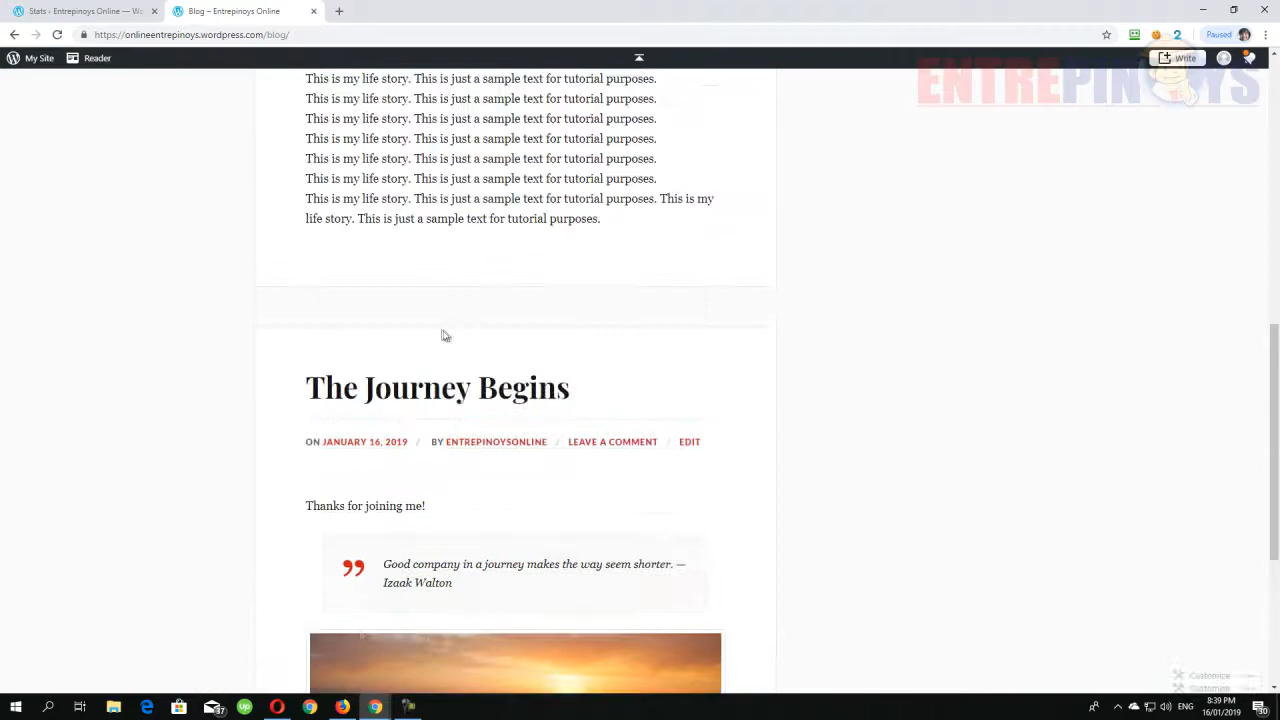 Stats ‹ Entrepinoys Online — Wo
Blog – Entrepinoys Online
https://onlineentrepinoys.wordpress.com/blog/
2
Paused
My Site
Reader
Write
ENTREPINOYS
This is my life story. This is just a sample text for tutorial purposes.
This is my life story. This is just a sample text for tutorial purposes.
This is my life story. This is just a sample text for tutorial purposes.
This is my life story. This is just a sample text for tutorial purposes.
This is my life story. This is just a sample text for tutorial purposes.
This is my life story. This is just a sample text for tutorial purposes.
This is my life story. This is just a sample text for tutorial purposes. This is my
life story. This is just a sample text for tutorial purposes.
The Journey Begins
ON JANUARY 16, 2019 / BY ENTREPINOYSONLINE / LEAVE A COMMENT / EDIT
Thanks for joining me!
Good company in a journey makes the way seem shorter. —
Izaak Walton
Customize
Customize
37
up
ENG
8:39 PM
16/01/2019
30